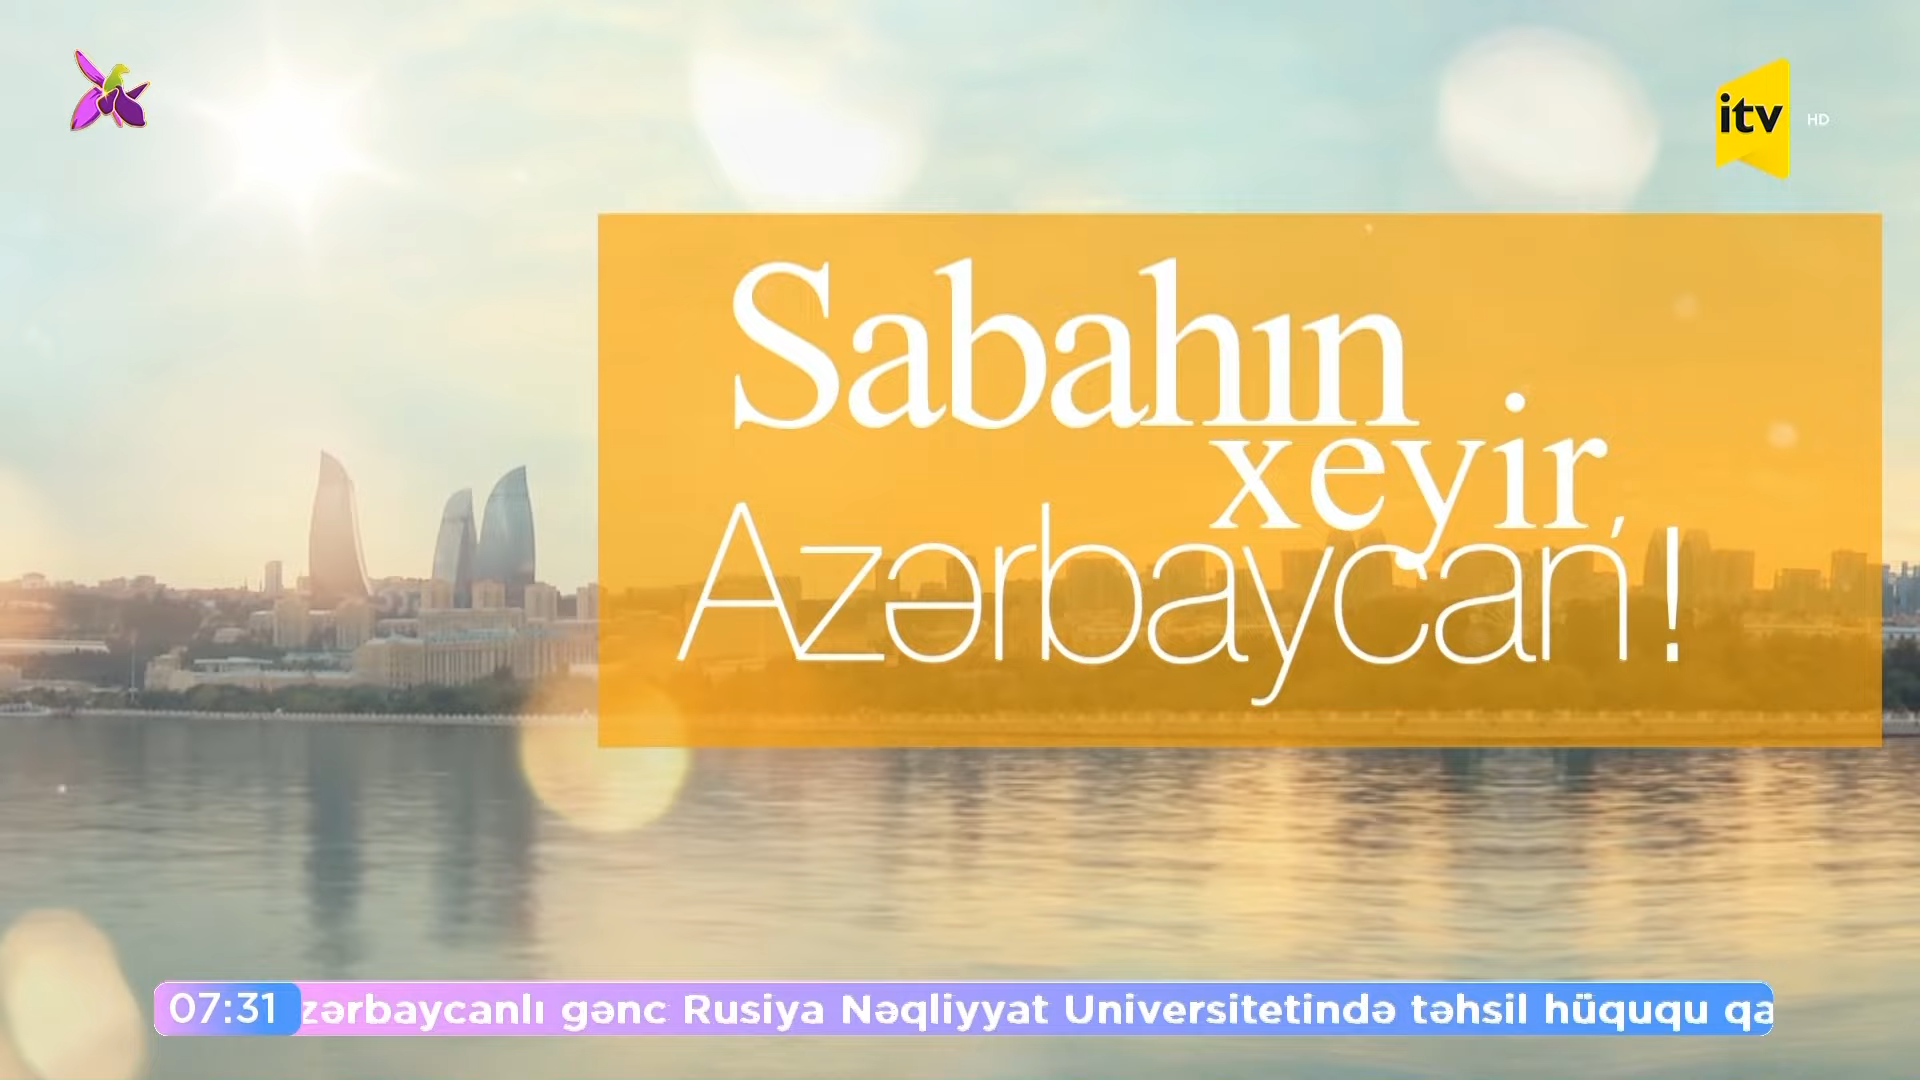 itv HD
Sabahın
xeyir,
Azərbaycan!
07:31 zərbaycanlı gənc Rusiya Nəqliyyat Universitetində təhsil hüququ qa